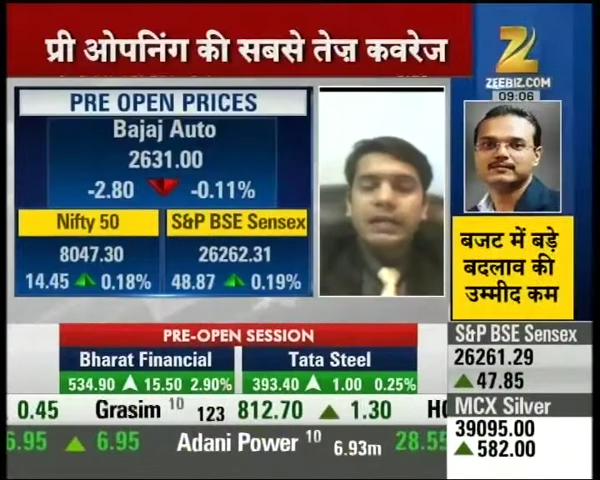 प्री ओपनिंग की सबसे तेज़ कवरेज
ZEEBIZ.COM
09:06
PRE OPEN PRICES
Bajaj Auto
2631.00
-2.80 -0.11%
Nifty 50
8047.30
14.45 0.18%
S&P BSE Sensex
26262.31
48.87 0.19%
बजट में बड़े
बदलाव की
उम्मीद कम
PRE-OPEN SESSION
Bharat Financial
534.90 15.50 2.90%
Tata Steel
393.40 1.00 0.25%
S&P BSE Sensex
26261.29
47.85
MCX Silver
39095.00
582.00
0.45 Grasim 10 123 812.70 1.30
6.95 6.95 Adani Power 10 6.93m 28.55